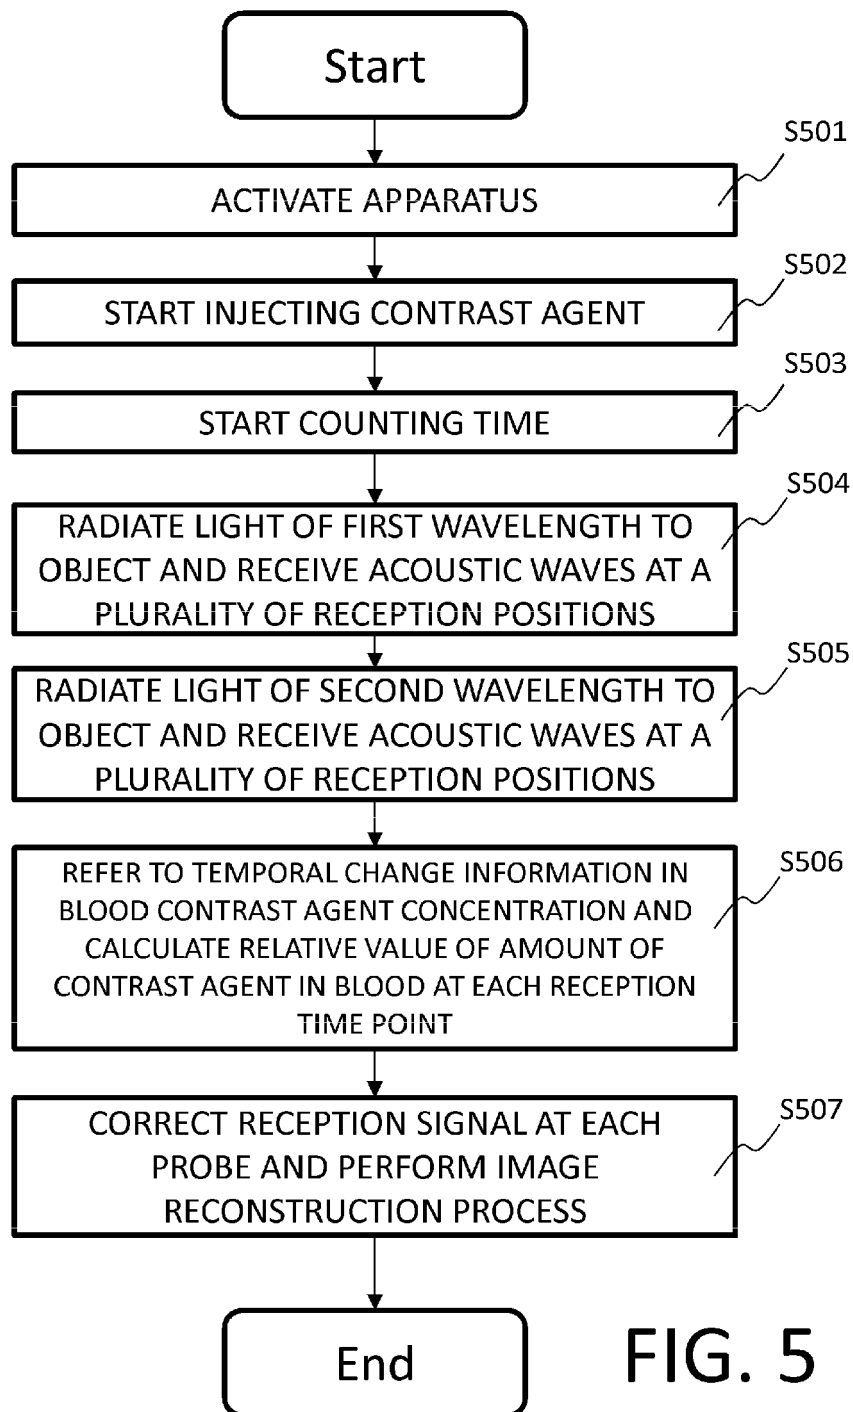 Start
S501
ACTIVATE APPARATUS
S502
START INJECTING CONTRAST AGENT
S503
START COUNTING TIME
S504
RADIATE LIGHT OF FIRST WAVELENGTH TO
OBJECT AND RECEIVE ACOUSTIC WAVES AT A
PLURALITY OF RECEPTION POSITIONS
S505
RADIATE LIGHT OF SECOND WAVELENGTH TO
OBJECT AND RECEIVE ACOUSTIC WAVES AT A
PLURALITY OF RECEPTION POSITIONS
S506
REFER TO TEMPORAL CHANGE INFORMATION IN
BLOOD CONTRAST AGENT CONCENTRATION AND
CALCULATE RELATIVE VALUE OF AMOUNT OF
CONTRAST AGENT IN BLOOD AT EACH RECEPTION
TIME POINT
S507
CORRECT RECEPTION SIGNAL AT EACH
PROBE AND PERFORM IMAGE
RECONSTRUCTION PROCESS
End
FIG. 5